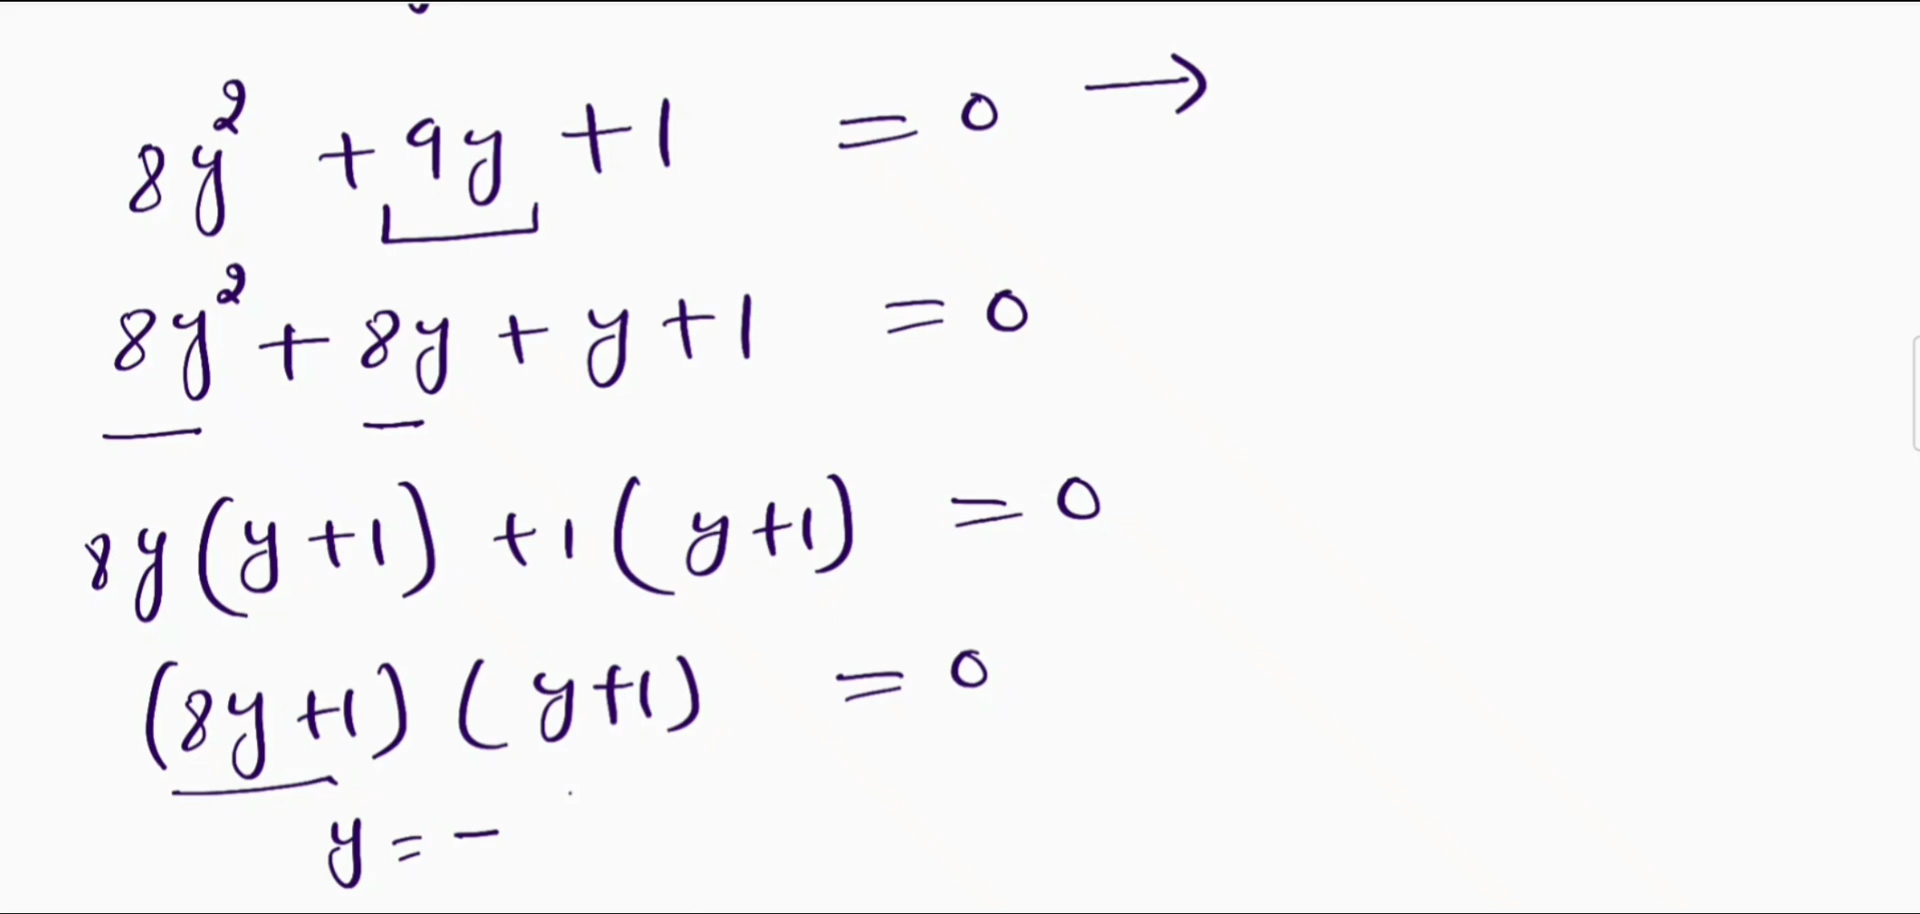 8y² + 9y + 1 = 0 →
8y² + 8y + y + 1 = 0
8y(y+1) + 1(y+1) = 0
(8y+1)(y+1) = 0
y = -